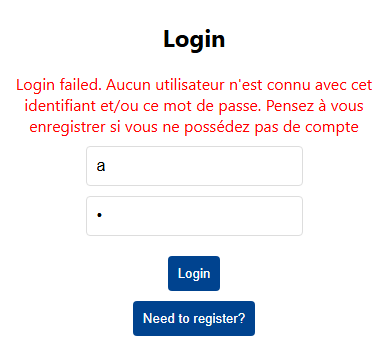 Login
Login failed. Aucun utilisateur n'est connu avec cet
identifiant et/ou ce mot de passe. Pensez à vous
enregistrer si vous ne possédez pas de compte
a
•
Login
Need to register?